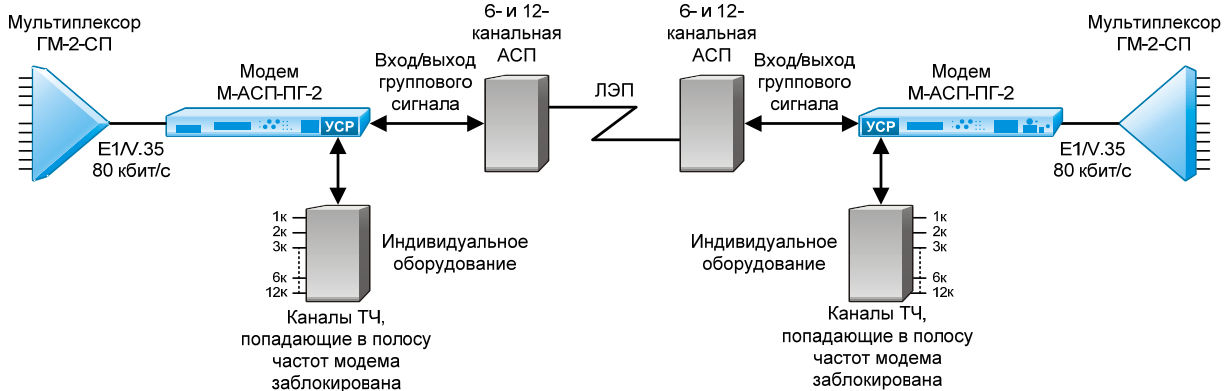 Мультиплексор
ГМ-2-СП
Модем
М-АСП-ПГ-2
УСР
E1/V.35
80 кбит/с
Вход/выход
группового
сигнала
6- и 12-
канальная
АСП
ЛЭП
6- и 12-
канальная
АСП
Вход/выход
группового
сигнала
Модем
М-АСП-ПГ-2
УСР
E1/V.35
80 кбит/с
Мультиплексор
ГМ-2-СП
1к
2к
3к
6к
12к
Индивидуальное
оборудование
Каналы ТЧ,
попадающие в полосу
частот модема
заблокирована
Индивидуальное
оборудование
1к
2к
3к
6к
12к
Каналы ТЧ,
попадающие в полосу
частот модема
заблокирована